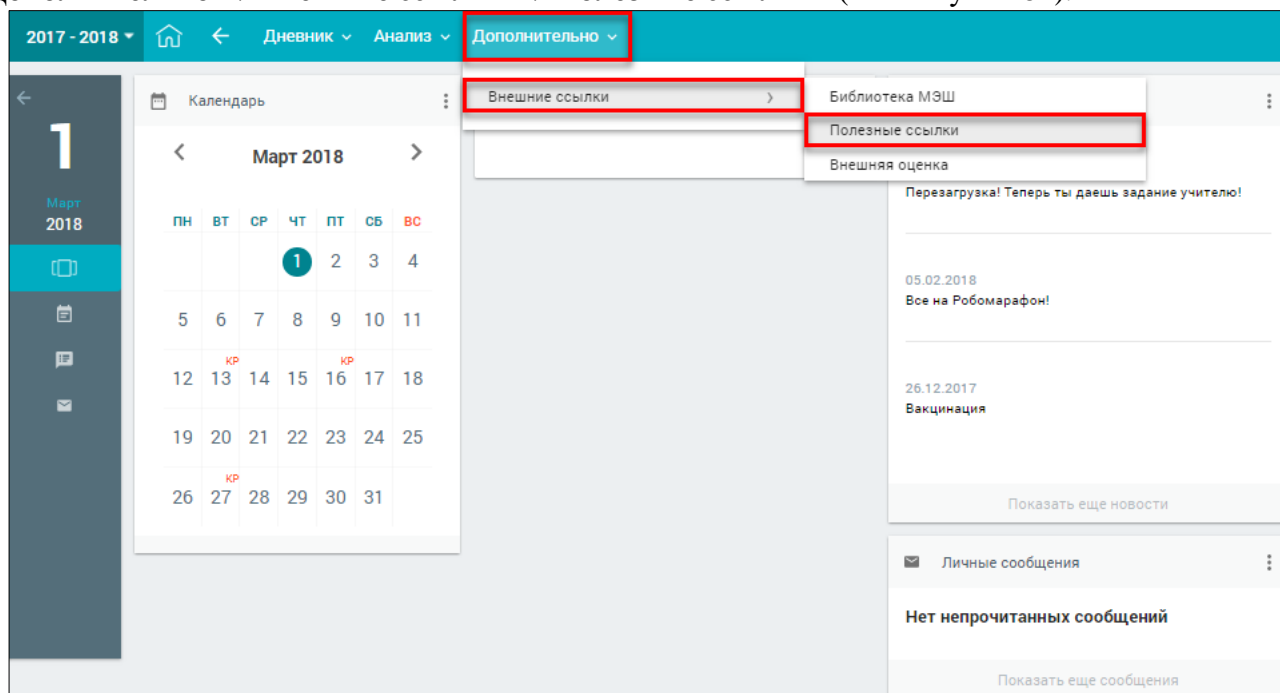 2017 - 2018 Дневник Анализ Дополнительно
1
Март
2018
Календарь
Март 2018
ПН ВТ СР ЧТ ПТ СБ ВС
1 2 3 4
5 6 7 8 9 10 11
КР КР
12 13 14 15 16 17 18
19 20 21 22 23 24 25
КР
26 27 28 29 30 31
Внешние ссылки
Библиотека МЭШ
Полезные ссылки
Внешняя оценка
Перезагрузка! Теперь ты даешь задание учителю!
05.02.2018
Все на Робомарафон!
26.12.2017
Вакцинация
Показать еще новости
Личные сообщения
Нет непрочитанных сообщений
Показать еще сообщения